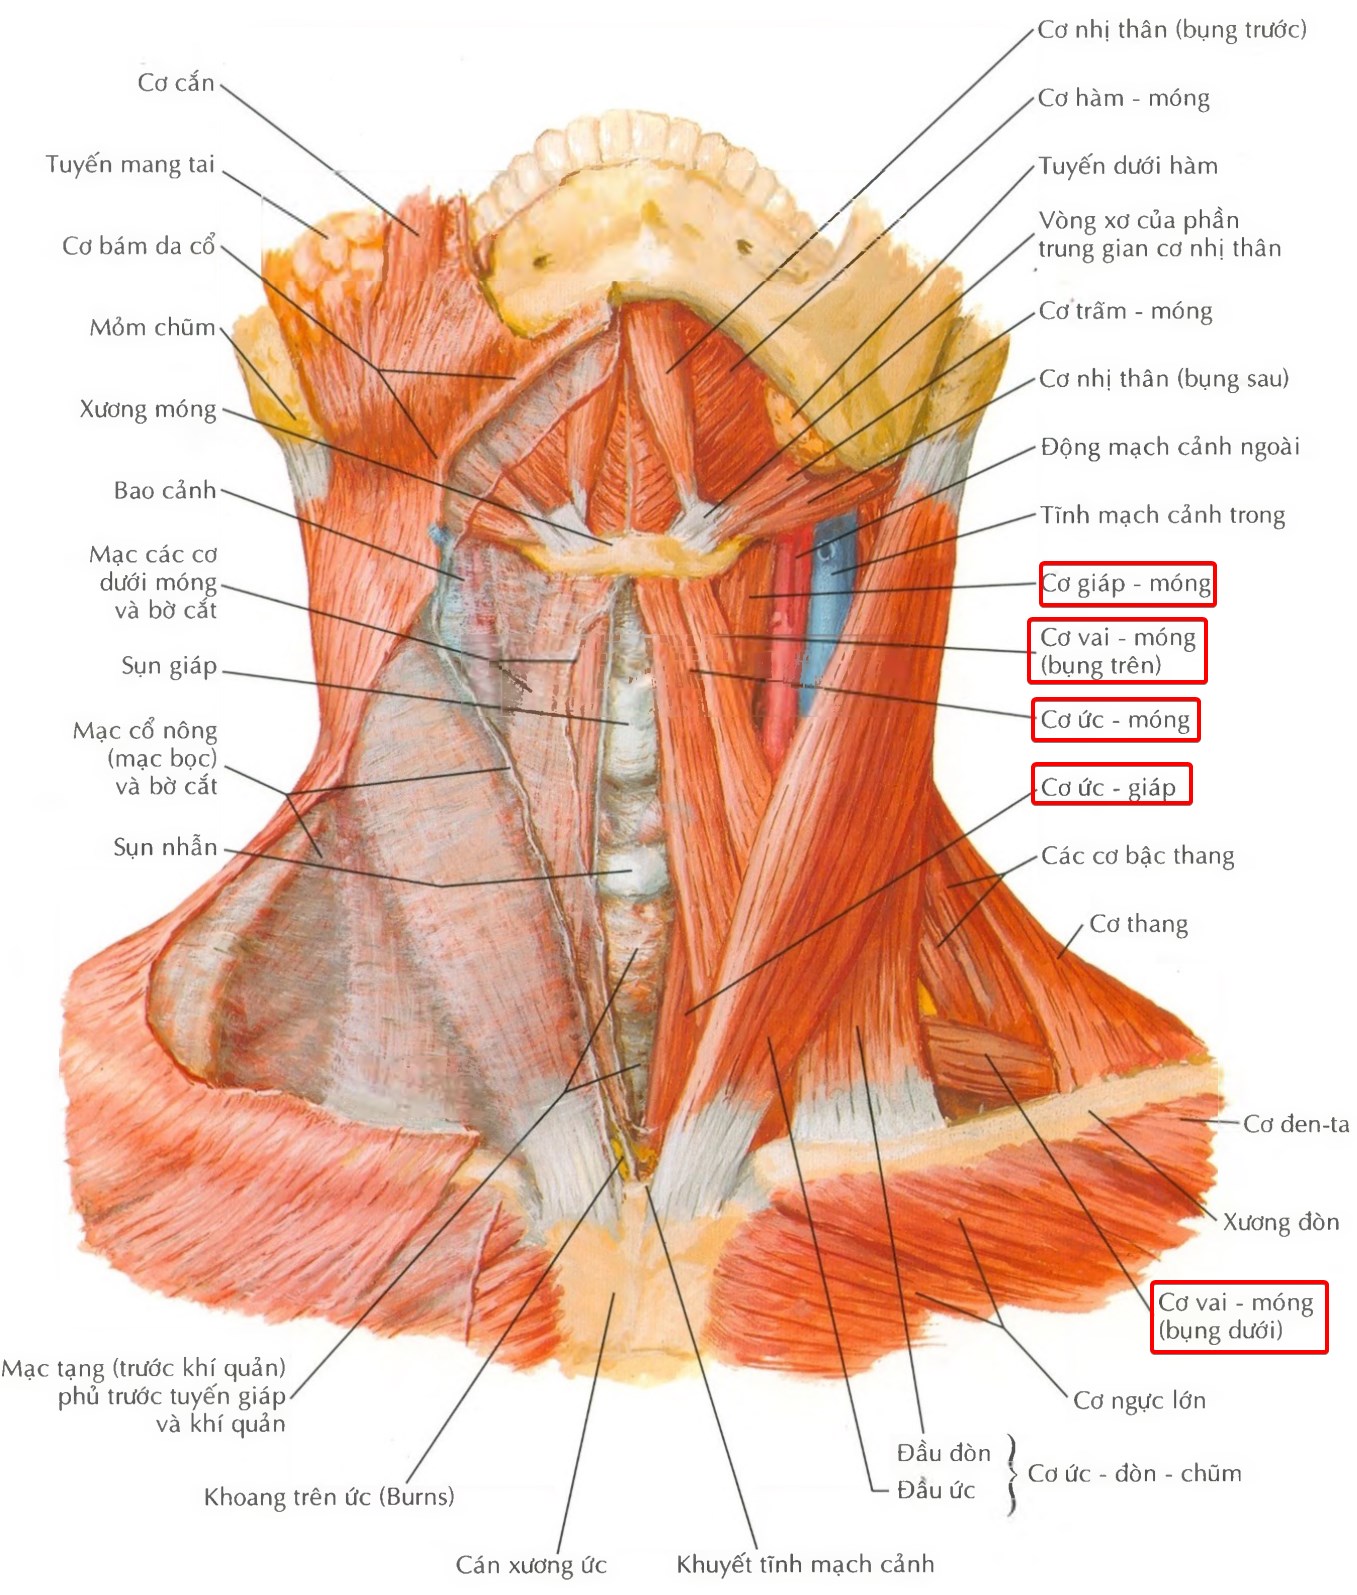 Cơ cắn
Tuyến mang tai
Cơ bám da cổ
Mỏm chũm
Xương móng
Bao cảnh
Mạc các cơ
dưới móng
và bờ cắt
Sụn giáp
Mạc cổ nông
(mạc bọc)
và bờ cắt
Sụn nhẫn
Mạc tạng (trước khí quản)
phủ trước tuyến giáp
và khí quản
Khoang trên ức (Burns)
Cán xương ức
Khuyết tĩnh mạch cảnh
Cơ nhị thân (bụng trước)
Cơ hàm - móng
Tuyến dưới hàm
Vòng xơ của phần
trung gian cơ nhị thân
Cơ trấm - móng
Cơ nhị thân (bụng sau)
Động mạch cảnh ngoài
Tĩnh mạch cảnh trong
Cơ giáp - móng
Cơ vai - móng
(bụng trên)
Cơ ức - móng
Cơ ức - giáp
Các cơ bậc thang
Cơ thang
Cơ đen-ta
Xương đòn
Cơ vai - móng
(bụng dưới)
Cơ ngực lớn
Đầu đòn
Đầu ức
Cơ ức - đòn - chũm